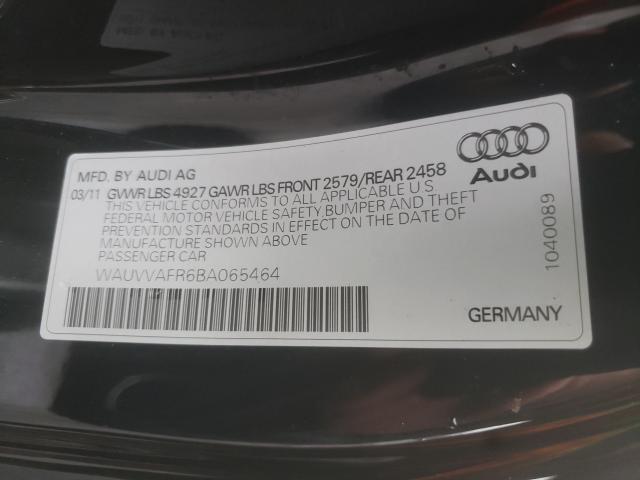 MFD. BY AUDI AG
03/11 GWWR LBS 4927 GAWR LBS FRONT 2579/REAR 2458
THIS VEHICLE CONFORMS TO ALL APPLICABLE U.S.
FEDERAL MOTOR VEHICLE SAFETY, BUMPER AND THEFT
PREVENTION STANDARDS IN EFFECT ON THE DATE OF
MANUFACTURE SHOWN ABOVE
PASSENGER CAR
WAUVVAFR6BA065464
Audi
1040089
GERMANY